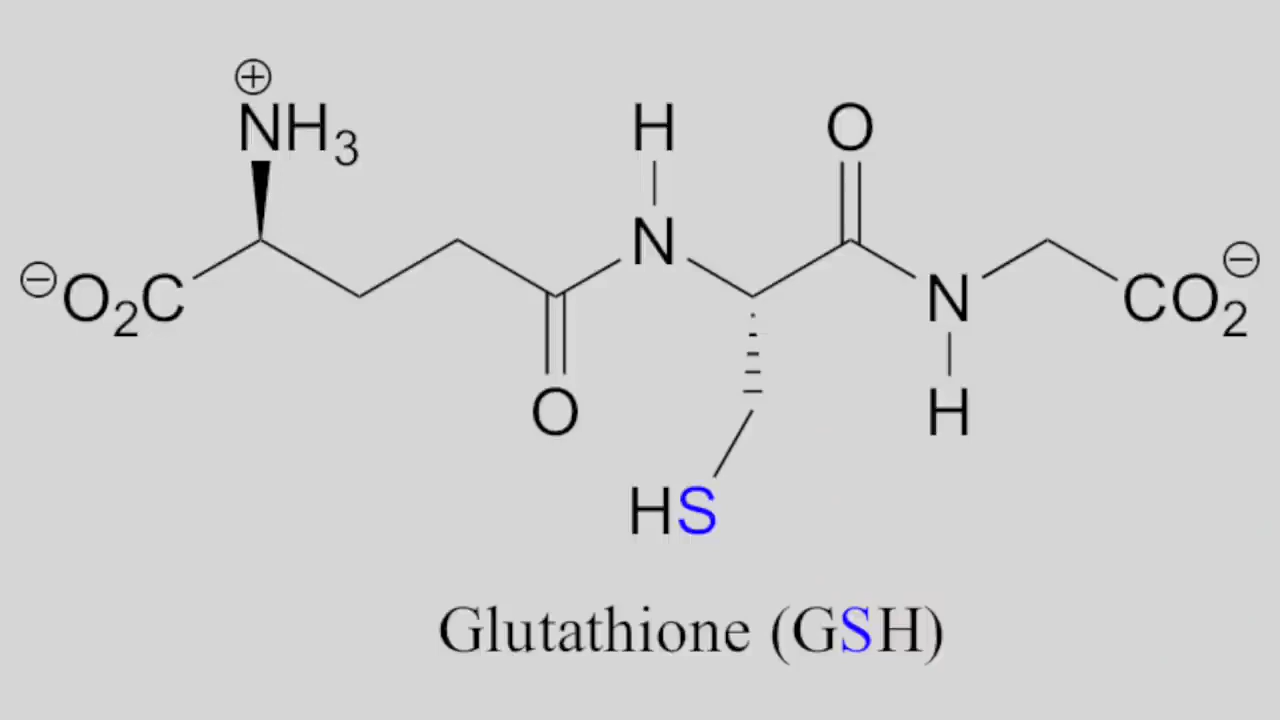 ⊕
NH₃
H
O
⊖O₂C
N
N
CO₂⊖
O
H
HS
Glutathione (GSH)